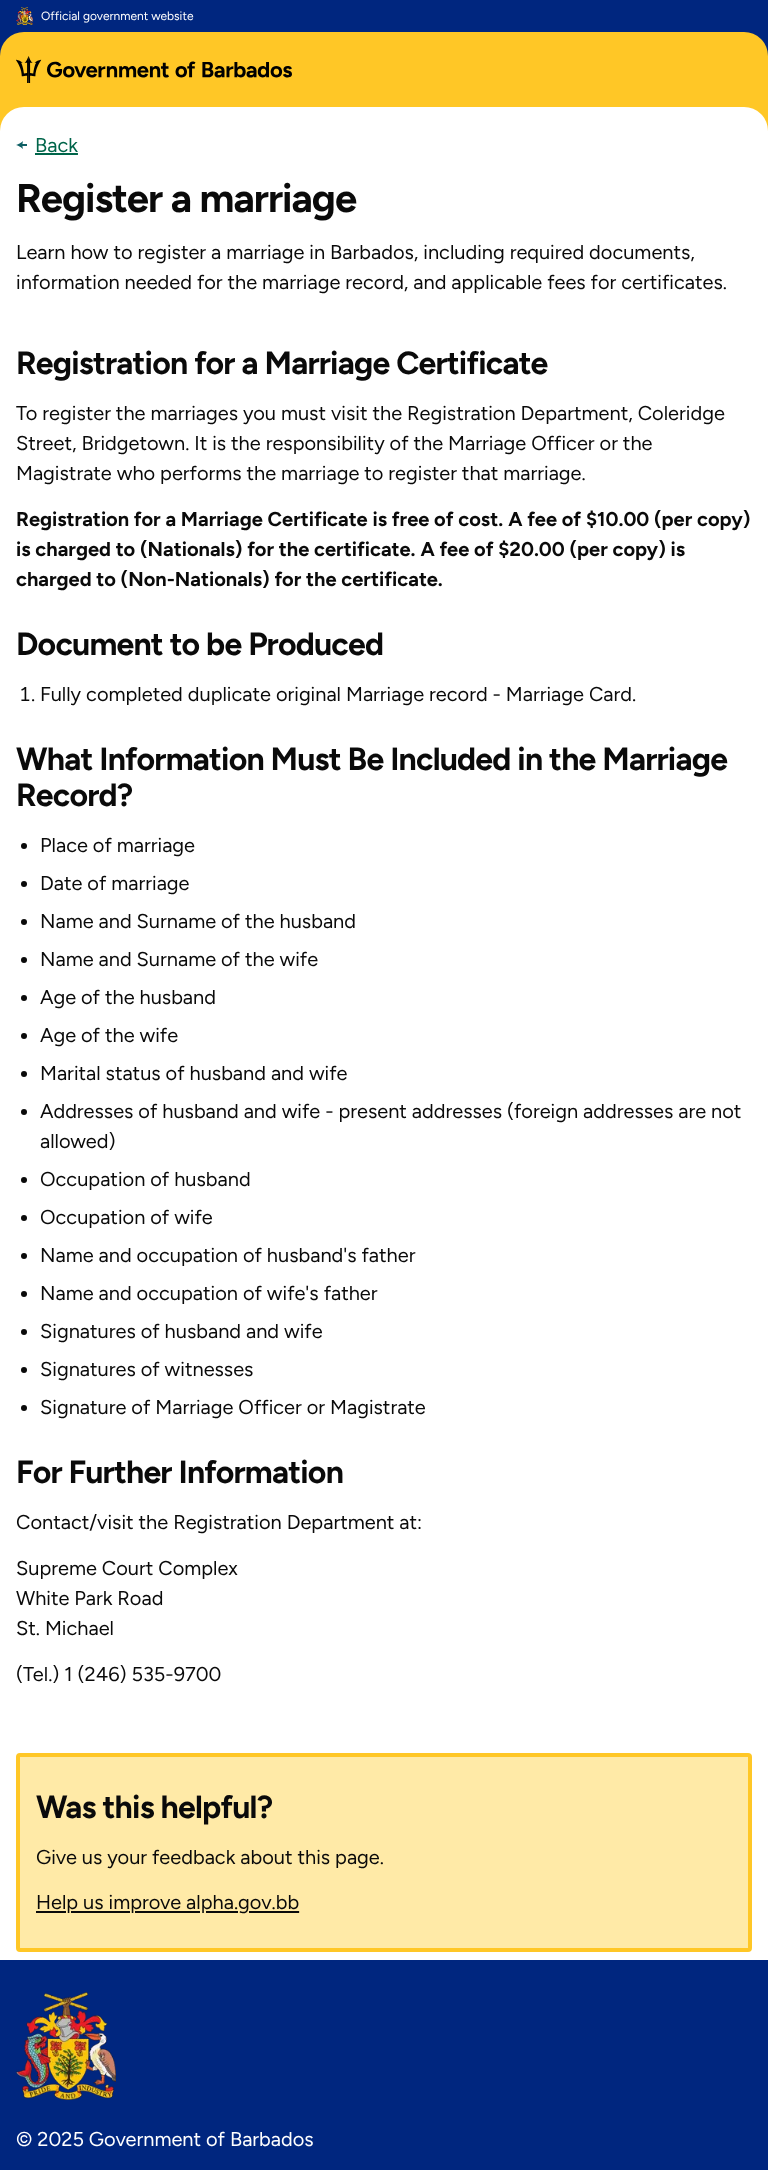 Official government website
Government of Barbados
Back
Register a marriage
Learn how to register a marriage in Barbados, including required documents,
information needed for the marriage record, and applicable fees for certificates.
Registration for a Marriage Certificate
To register the marriages you must visit the Registration Department, Coleridge
Street, Bridgetown. It is the responsibility of the Marriage Officer or the
Magistrate who performs the marriage to register that marriage.
Registration for a Marriage Certificate is free of cost. A fee of $10.00 (per copy)
is charged to (Nationals) for the certificate. A fee of $20.00 (per copy) is
charged to (Non-Nationals) for the certificate.
Document to be Produced
1. Fully completed duplicate original Marriage record - Marriage Card.
What Information Must Be Included in the Marriage
Record?
• Place of marriage
• Date of marriage
• Name and Surname of the husband
• Name and Surname of the wife
• Age of the husband
• Age of the wife
• Marital status of husband and wife
• Addresses of husband and wife - present addresses (foreign addresses are not
allowed)
• Occupation of husband
• Occupation of wife
• Name and occupation of husband's father
• Name and occupation of wife's father
• Signatures of husband and wife
• Signatures of witnesses
• Signature of Marriage Officer or Magistrate
For Further Information
Contact/visit the Registration Department at:
Supreme Court Complex
White Park Road
St. Michael
(Tel.) 1 (246) 535-9700
Was this helpful?
Give us your feedback about this page.
Help us improve alpha.gov.bb
PRIDE AND INDUSTRY
© 2025 Government of Barbados